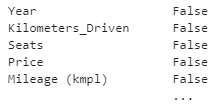 Year False
Kilometers_Driven False
Seats False
Price False
Mileage (kmpl) False
...